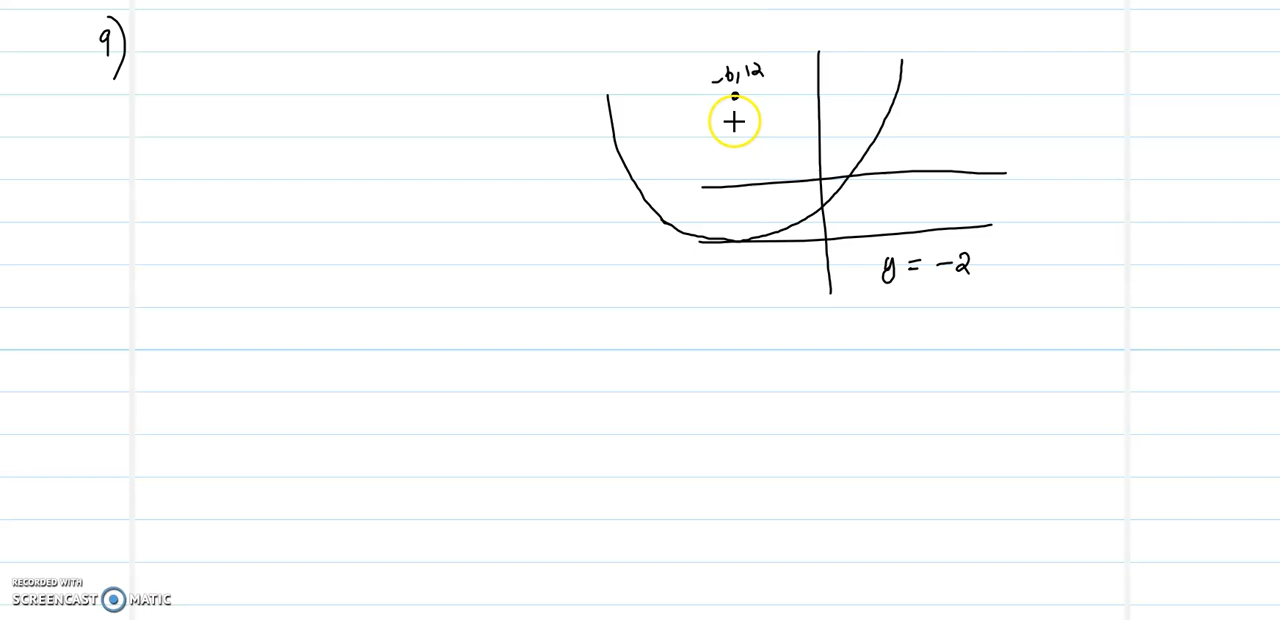 9)
-6, 12
y = -2
RECORDED WITH
SCREENCAST MATIC